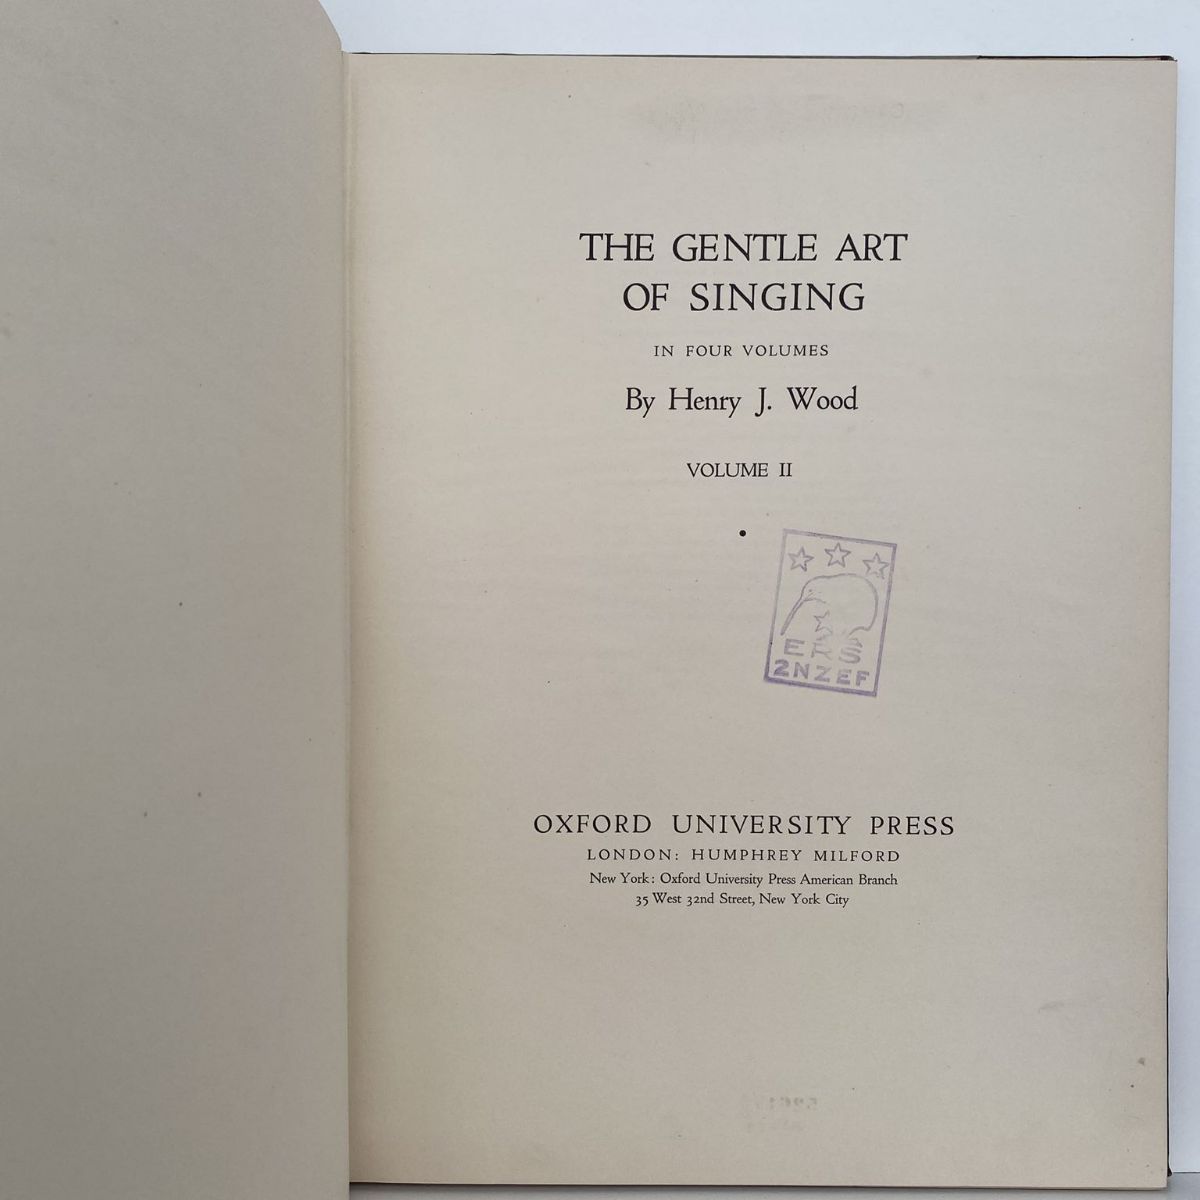 THE GENTLE ART
OF SINGING
IN FOUR VOLUMES
By Henry J. Wood
VOLUME II
ERS
2NZEF
OXFORD UNIVERSITY PRESS
LONDON: HUMPHREY MILFORD
New York: Oxford University Press American Branch
35 West 32nd Street, New York City